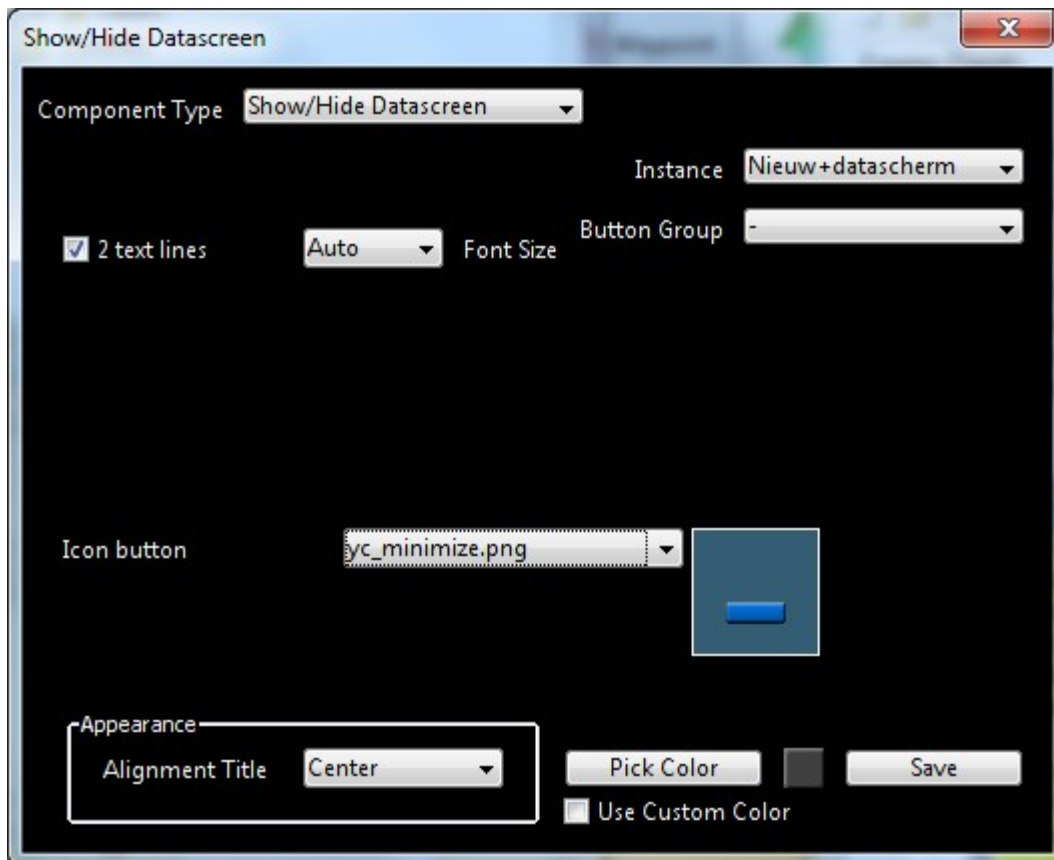 Show/Hide Datascreen
Component Type Show/Hide Datascreen
Instance Nieuw+datascherm
Button Group -
2 text lines Auto Font Size
Icon button yc_minimize.png
Appearance
Alignment Title Center
Pick Color Save
Use Custom Color